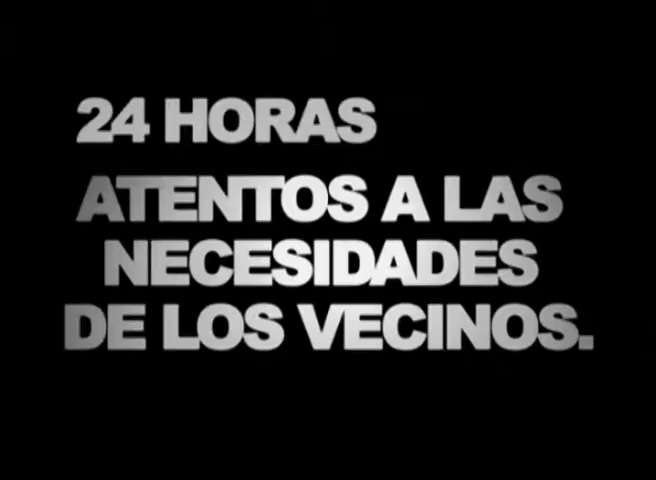 24 HORAS
ATENTOS A LAS
NECESIDADES
DE LOS VECINOS.